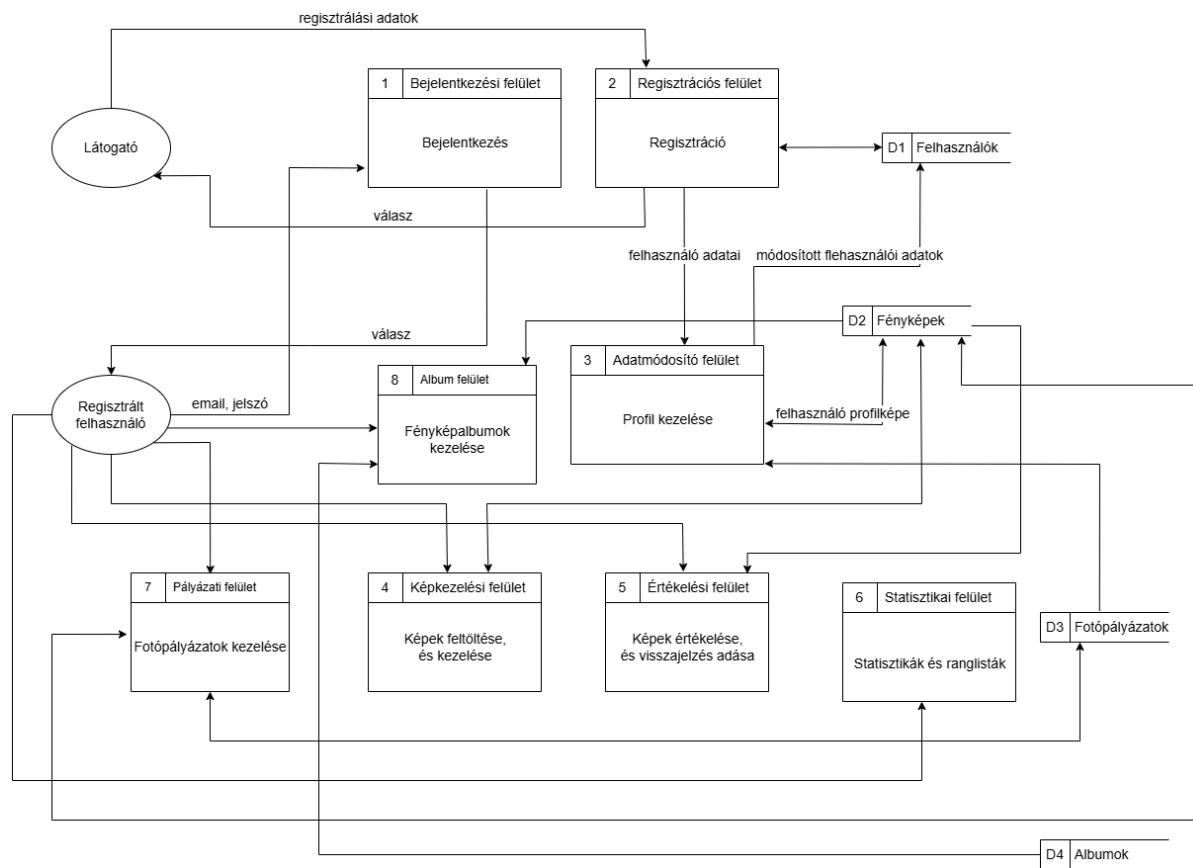 regisztrálási adatok
1 Bejelentkezési felület
Bejelentkezés
2 Regisztrációs felület
Regisztráció
Látogató
D1 Felhasználók
válasz
felhasználó adatai
módosított flehasználói adatok
D2 Fényképek
válasz
3 Adatmódosító felület
Profil kezelése
8 Album felület
Fényképalbumok
kezelése
Regisztrált
felhasználó
email, jelszó
felhasználó profilképe
7 Pályázati felület
Fotópályázatok kezelése
4 Képkezelési felület
Képek feltöltése,
és kezelése
5 Értékelési felület
Képek értékelése,
és visszajelzés adása
6 Statisztikai felület
Statisztikák és ranglisták
D3 Fotópályázatok
D4 Albumok